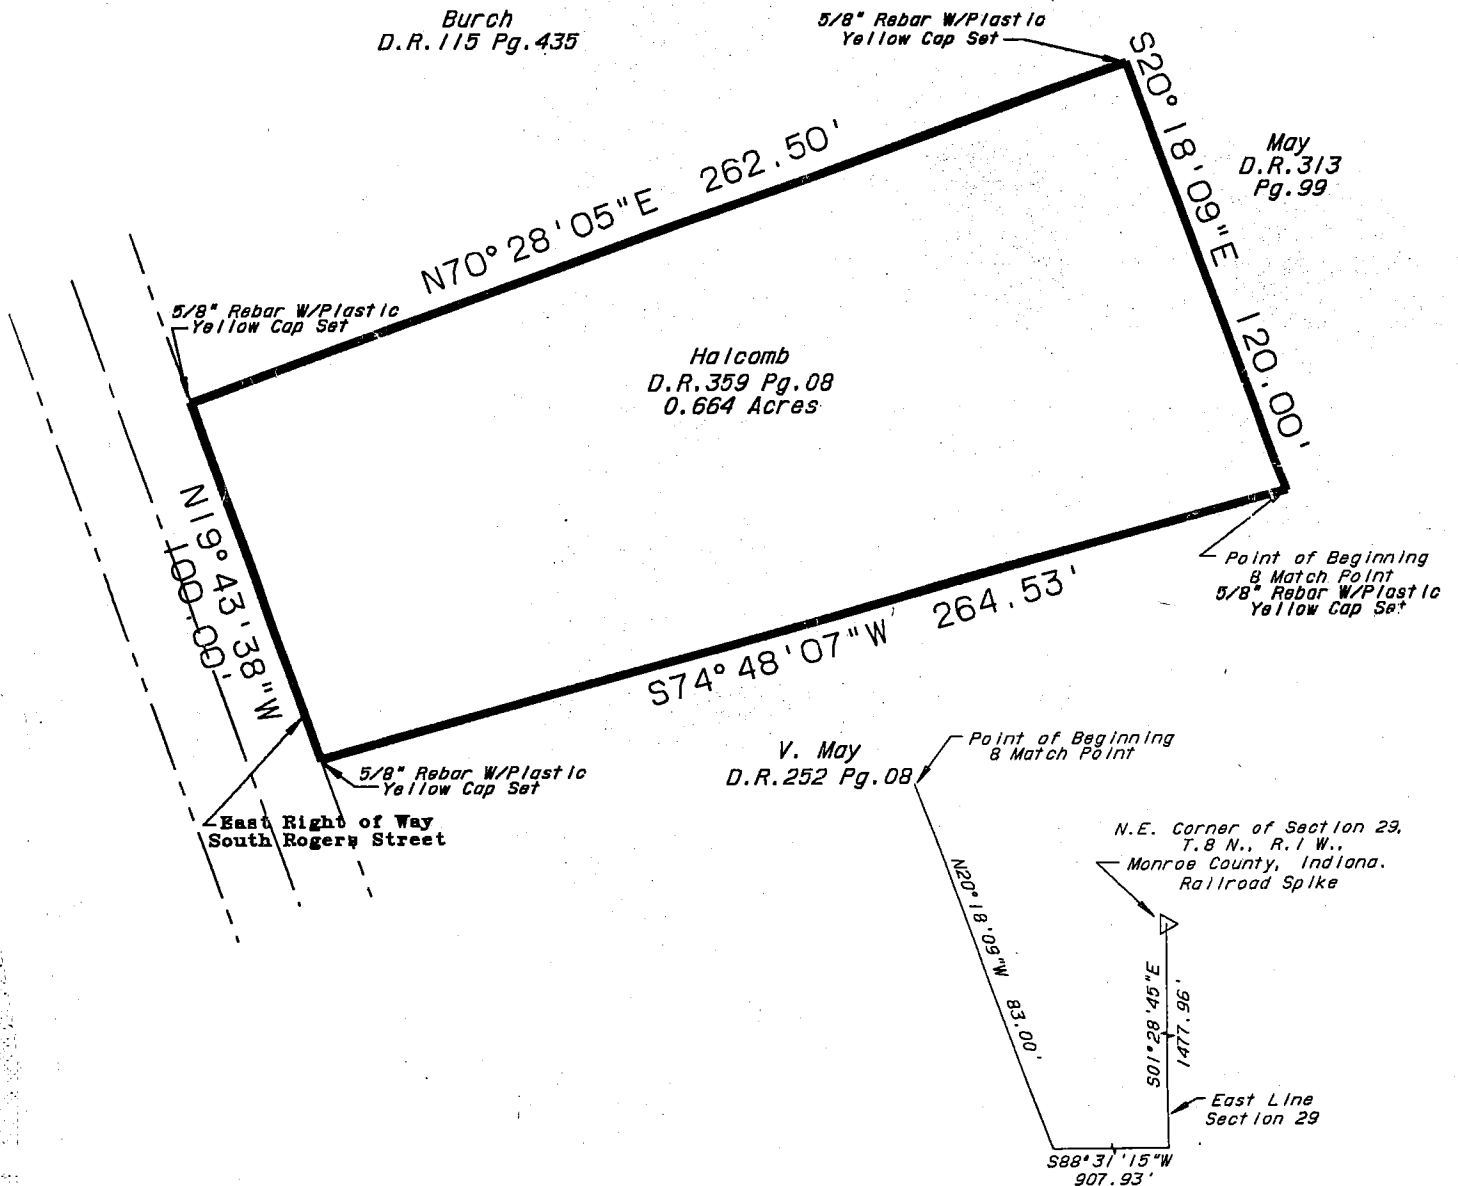 Burch
D.R.115 Pg.435
5/8" Rebar W/Plastic
Yellow Cap Set
S20°18'09"E 120.00'
May
D.R.313
Pg.99
N70°28'05"E 262.50'
5/8" Rebar W/Plastic
Yellow Cap Set
Halcomb
D.R.359 Pg.08
0.664 Acres
N19°43'38"W
100.00'
Point of Beginning
8 Match Point
5/8" Rebar W/Plastic
Yellow Cap Set
S74°48'07"W 264.53'
5/8" Rebar W/Plastic
Yellow Cap Set
East Right of Way
South Rogers Street
V. May
D.R.252 Pg.08
Point of Beginning
8 Match Point
N20°18'09"W 83.00'
N.E. Corner of Section 29,
T.8 N., R.1 W.,
Monroe County, Indiana.
Railroad Spike
S01°28'45"E
1477.96'
East Line
Section 29
S88°31'15"W
907.93'